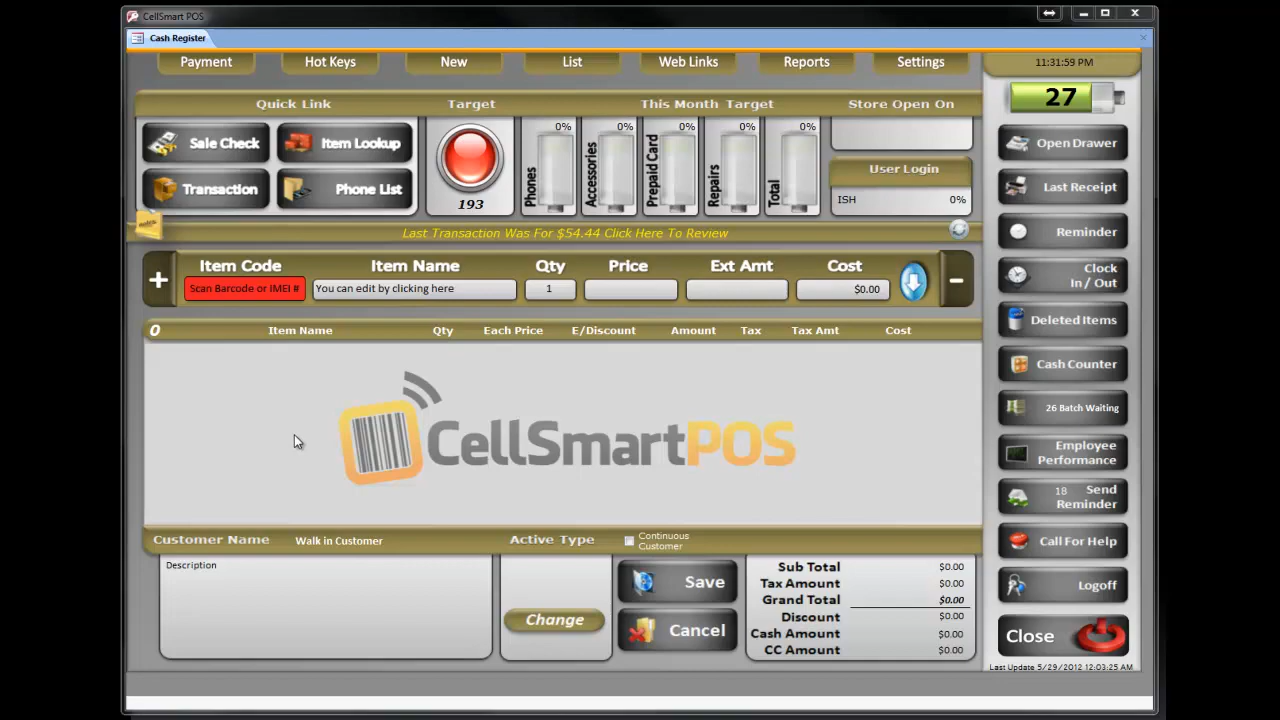 CellSmart POS
Cash Register
Payment Hot Keys New List Web Links Reports Settings 11:31:59 PM
Quick Link Target This Month Target Store Open On
27
0% 0% 0% 0% 0%
Sale Check Item Lookup Open Drawer
Phones Accessories Prepaid Card Repairs Total
User Login
Transaction Phone List Last Receipt
193 ISH 0%
notes Last Transaction Was For $54.44 Click Here To Review Reminder
+ Item Code Item Name Qty Price Ext Amt Cost -
Scan Barcode or IMEI # You can edit by clicking here 1 $0.00
Clock
In / Out
0 Item Name Qty Each Price E/Discount Amount Tax Tax Amt Cost
Deleted Items
Cash Counter
26 Batch Waiting
CellSmartPOS
Employee
Performance
18 Send
Reminder
Customer Name Walk in Customer Active Type Continuous
Customer
Call For Help
Description
Save
Sub Total $0.00
Tax Amount $0.00
Grand Total $0.00
Logoff
Change
Cancel
Discount $0.00
Cash Amount $0.00
CC Amount $0.00
Close
Last Update 5/29/2012 12:03:25 AM